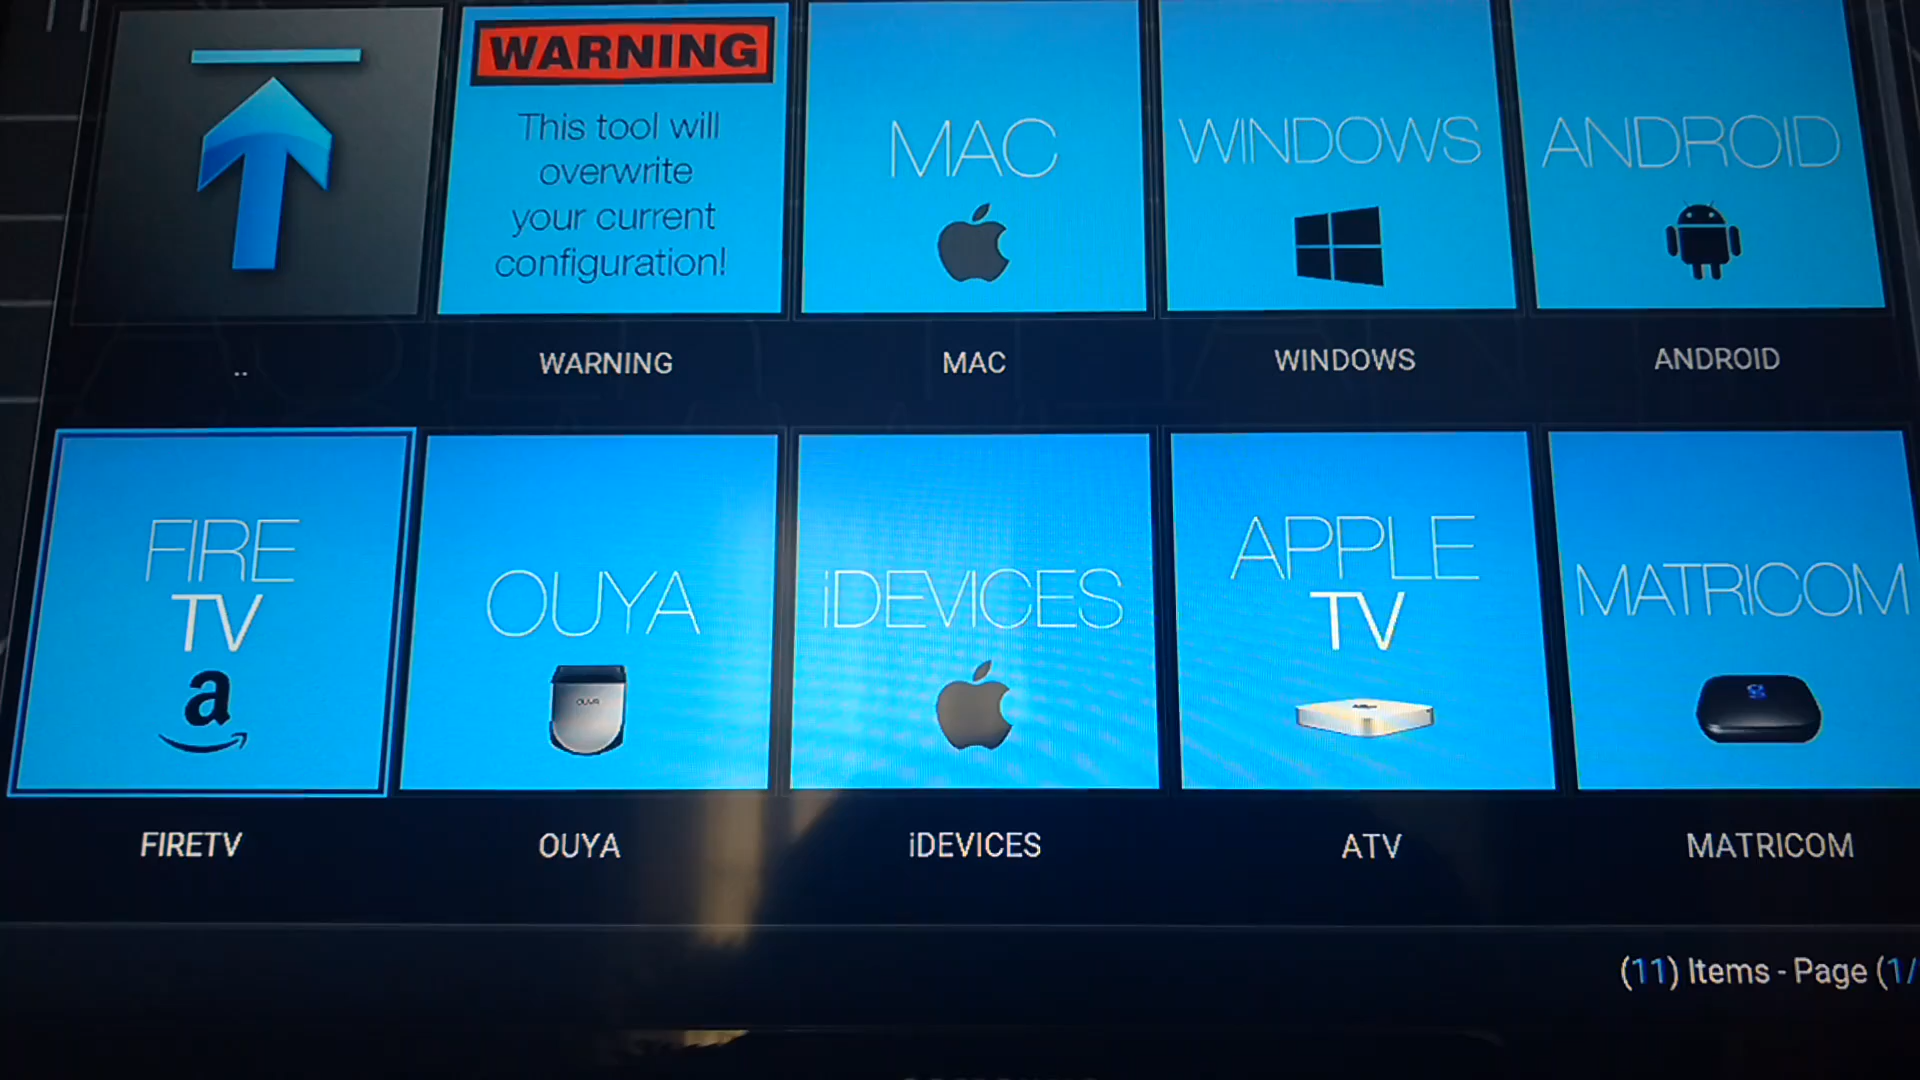 WARNING
This tool will
overwrite
your current
configuration!
MAC
WINDOWS
ANDROID
..
WARNING
MAC
WINDOWS
ANDROID
FIRE
TV
a
OUYA
OUYA
iDEVICES
APPLE
TV
MATRICOM
FIRETV
OUYA
iDEVICES
ATV
MATRICOM
(11) Items - Page (1/